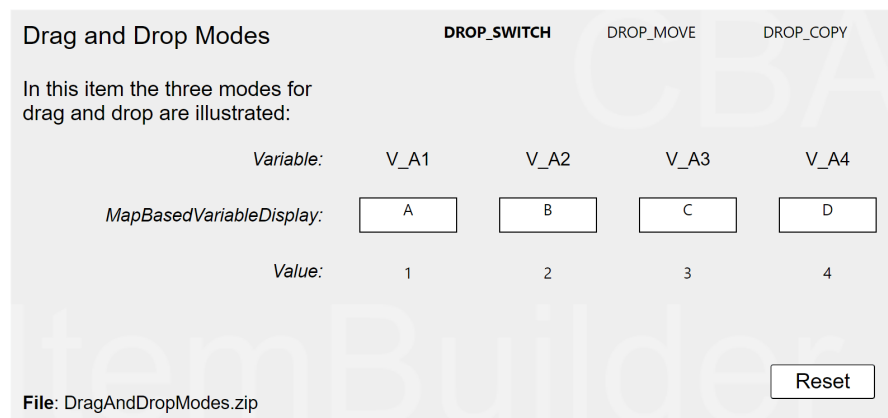 Drag and Drop Modes
DROP_SWITCH DROP_MOVE DROP_COPY
In this item the three modes for
drag and drop are illustrated:
Variable: V_A1 V_A2 V_A3 V_A4
MapBasedVariableDisplay: A B C D
Value: 1 2 3 4
Reset
File: DragAndDropModes.zip
CBA
ItemBuilder